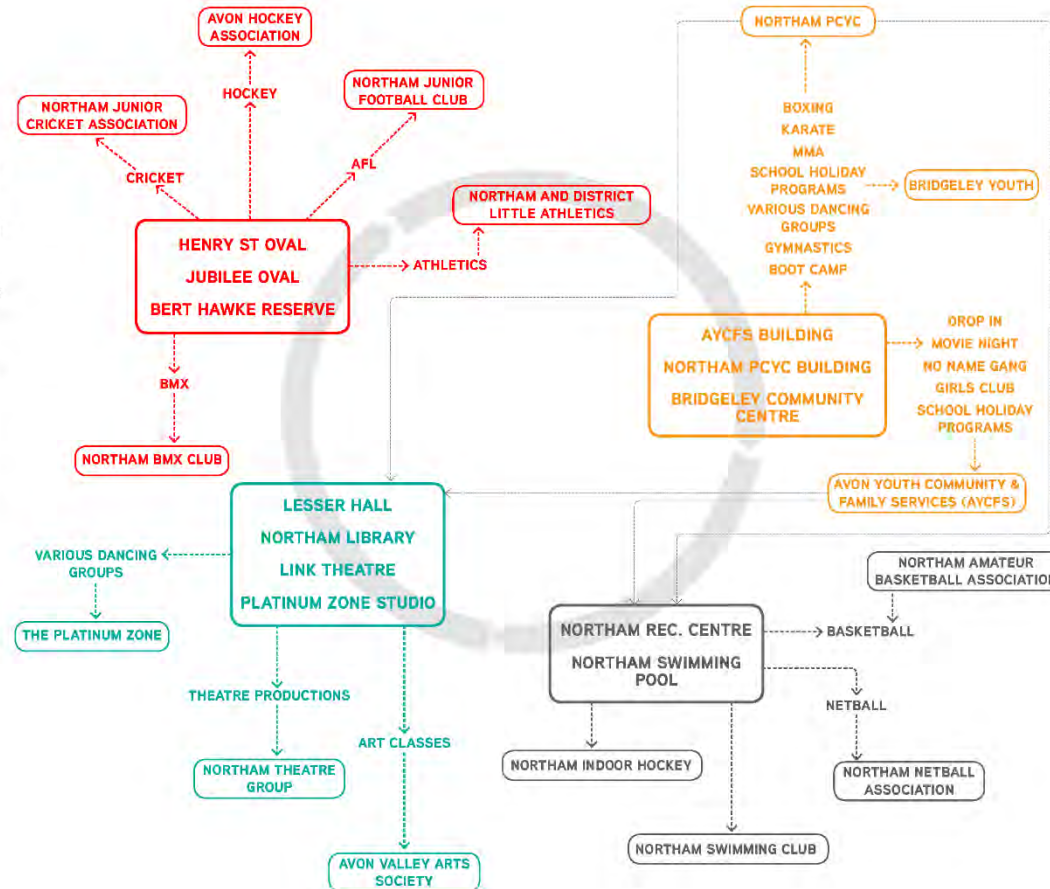 AVON HOCKEY
ASSOCIATION
HOCKEY
NORTHAM JUNIOR
FOOTBALL CLUB
AFL
NORTHAM JUNIOR
CRICKET ASSOCIATION
CRICKET
NORTHAM AND DISTRICT
LITTLE ATHLETICS
ATHLETICS
HENRY ST OVAL
JUBILEE OVAL
BERT HAWKE RESERVE
BMX
NORTHAM BMX CLUB
NORTHAM PCYC
BOXING
KARATE
MMA
SCHOOL HOLIDAY
PROGRAMS
VARIOUS DANCING
GROUPS
GYMNASTICS
BOOT CAMP
BRIDGELEY YOUTH
AYCFS BUILDING
NORTHAM PCYC BUILDING
BRIDGELEY COMMUNITY
CENTRE
DROP IN
MOVIE NIGHT
NO NAME GANG
GIRLS CLUB
SCHOOL HOLIDAY
PROGRAMS
AVON YOUTH COMMUNITY &
FAMILY SERVICES (AYCFS)
LESSER HALL
NORTHAM LIBRARY
LINK THEATRE
PLATINUM ZONE STUDIO
VARIOUS DANCING
GROUPS
THE PLATINUM ZONE
THEATRE PRODUCTIONS
NORTHAM THEATRE
GROUP
ART CLASSES
AVON VALLEY ARTS
SOCIETY
NORTHAM REC. CENTRE
NORTHAM SWIMMING
POOL
NORTHAM AMATEUR
BASKETBALL ASSOCIATION
BASKETBALL
NETBALL
NORTHAM NETBALL
ASSOCIATION
NORTHAM INDOOR HOCKEY
NORTHAM SWIMMING CLUB